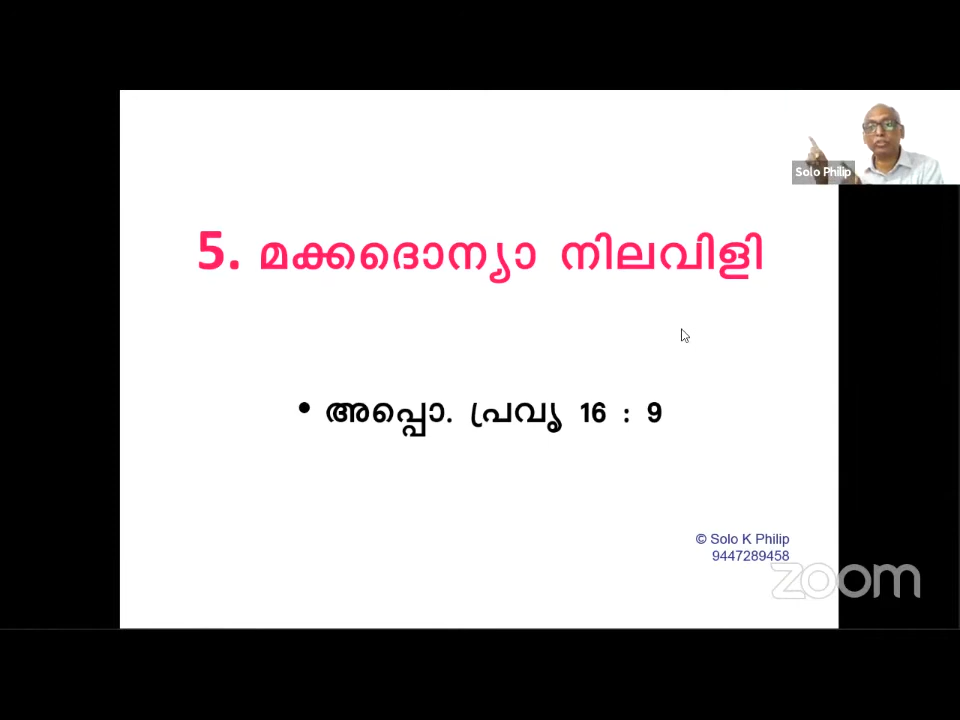 Solo Philip
5. മക്കദൊന്യാ നിലവിളി
• അപ്പൊ. പ്രവൃ 16 : 9
© Solo K Philip
9447289458
zoom